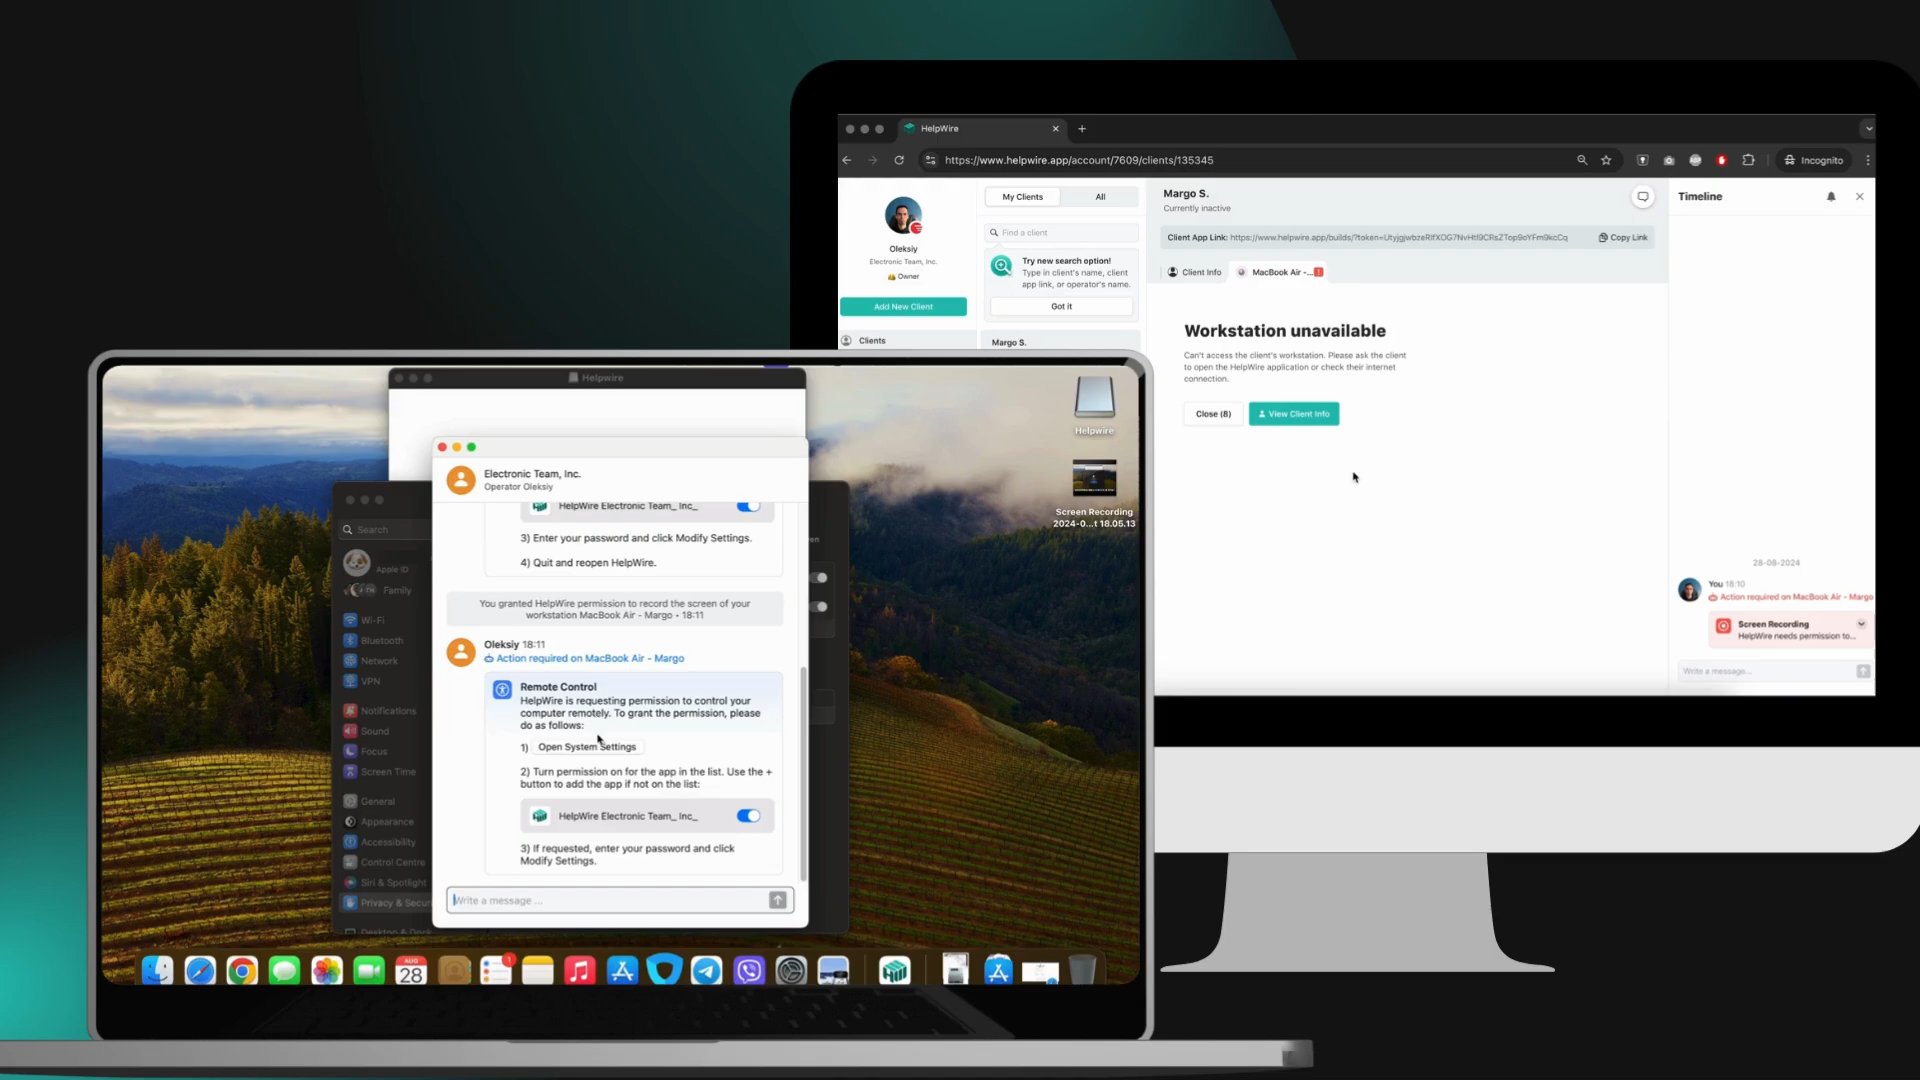 HelpWire
https://www.helpwire.app/account/7609/clients/135345
Incognito
Oleksiy
Electronic Team, Inc.
Owner
Add New Client
Clients
My Clients
All
Find a client
Try new search option!
Type in client's name, client
app link, or operator's name.
Got it
Margo S.
Margo S.
Currently inactive
Client App Link:
Copy Link
Client Info
MacBook Air -...
Workstation unavailable
Can't access the client's workstation. Please ask the client
to open the HelpWire application or check their internet
connection.
Close (8)
View Client Info
Timeline
28-08-2024
You 18:10
Action required on MacBook Air - Margo
Screen Recording
HelpWire needs permission to...
Write a message...
Helpwire
Helpwire
Screen Recording
2024-0...t 18.05.13
Search
Apple ID
Family
Wi-Fi
Bluetooth
Network
VPN
Notifications
Sound
Focus
Screen Time
General
Appearance
Accessibility
Control Centre
Siri & Spotlight
Privacy & Secur
Desktop & Dock
Electronic Team, Inc.
Operator Oleksiy
HelpWire Electronic Team_ Inc_
3) Enter your password and click Modify Settings.
4) Quit and reopen HelpWire.
You granted HelpWire permission to record the screen of your
workstation MacBook Air - Margo • 18:11
Oleksiy 18:11
Action required on MacBook Air - Margo
Remote Control
HelpWire is requesting permission to control your
computer remotely. To grant the permission, please
do as follows:
1) Open System Settings
2) Turn permission on for the app in the list. Use the +
button to add the app if not on the list:
HelpWire Electronic Team_ Inc_
3) If requested, enter your password and click
Modify Settings.
Write a message ...
AUG
28
1